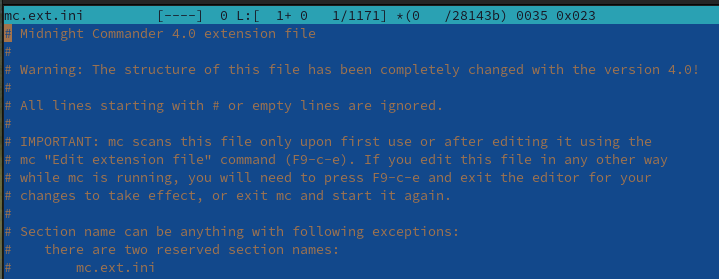 mc.ext.ini         [----]  0 L:[  1+ 0   1/1171] *(0   /28143b) 0035 0x023
# Midnight Commander 4.0 extension file
#
# Warning: The structure of this file has been completely changed with the version 4.0!
#
# All lines starting with # or empty lines are ignored.
#
# IMPORTANT: mc scans this file only upon first use or after editing it using the
# mc "Edit extension file" command (F9-c-e). If you edit this file in any other way
# while mc is running, you will need to press F9-c-e and exit the editor for your
# changes to take effect, or exit mc and start it again.
#
# Section name can be anything with following exceptions:
#    there are two reserved section names:
#        mc.ext.ini